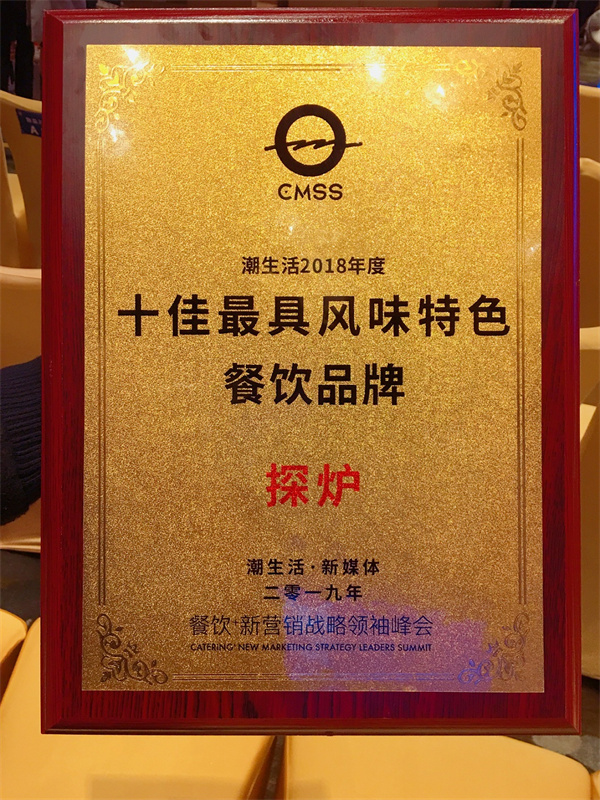 CMSS
潮生活2018年度
十佳最具风味特色
餐饮品牌
探炉
潮生活·新媒体
二零一九年
餐饮+新营销战略领袖峰会
CATERING+NEW MARKETING STRATEGY LEADERS SUMMIT